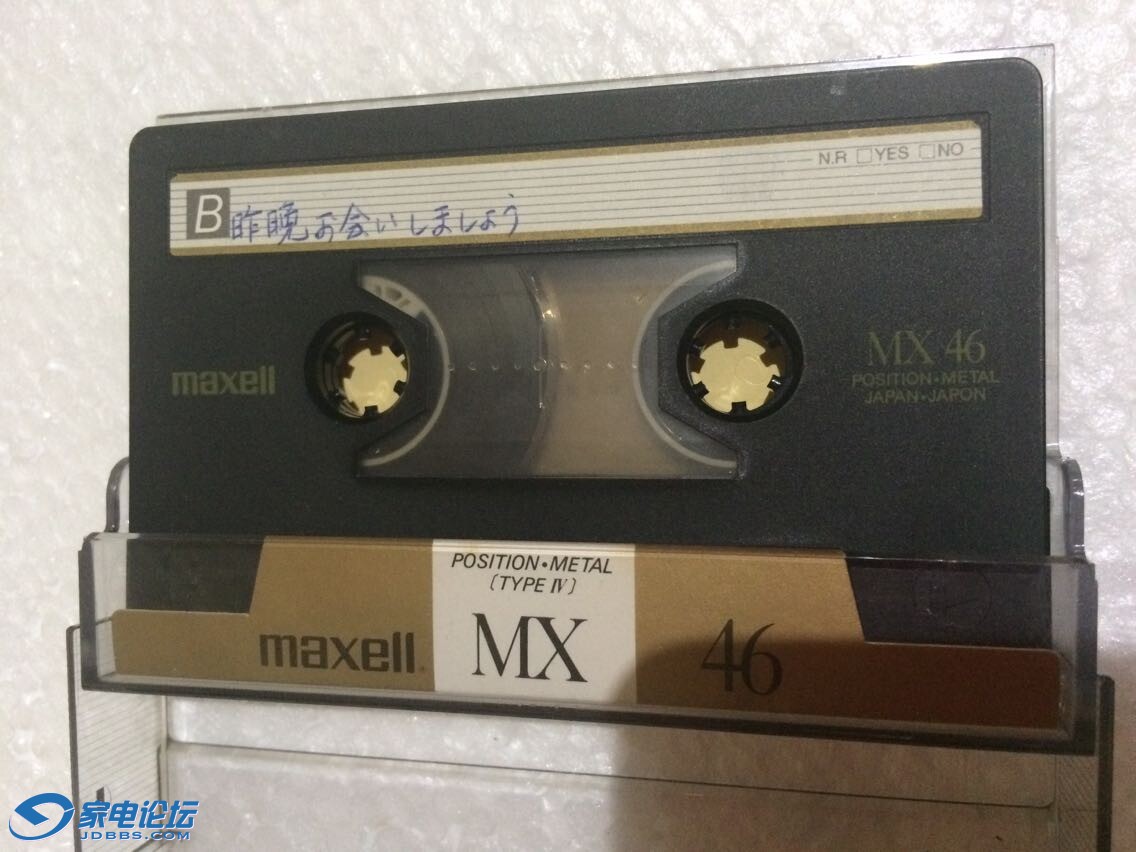 N.R □YES □NO
B 昨晩お会いしましょう
maxell
MX 46
POSITION•METAL
JAPAN•JAPON
POSITION•METAL
(TYPE IV)
maxell
MX
46
家电论坛
JDBBS.COM